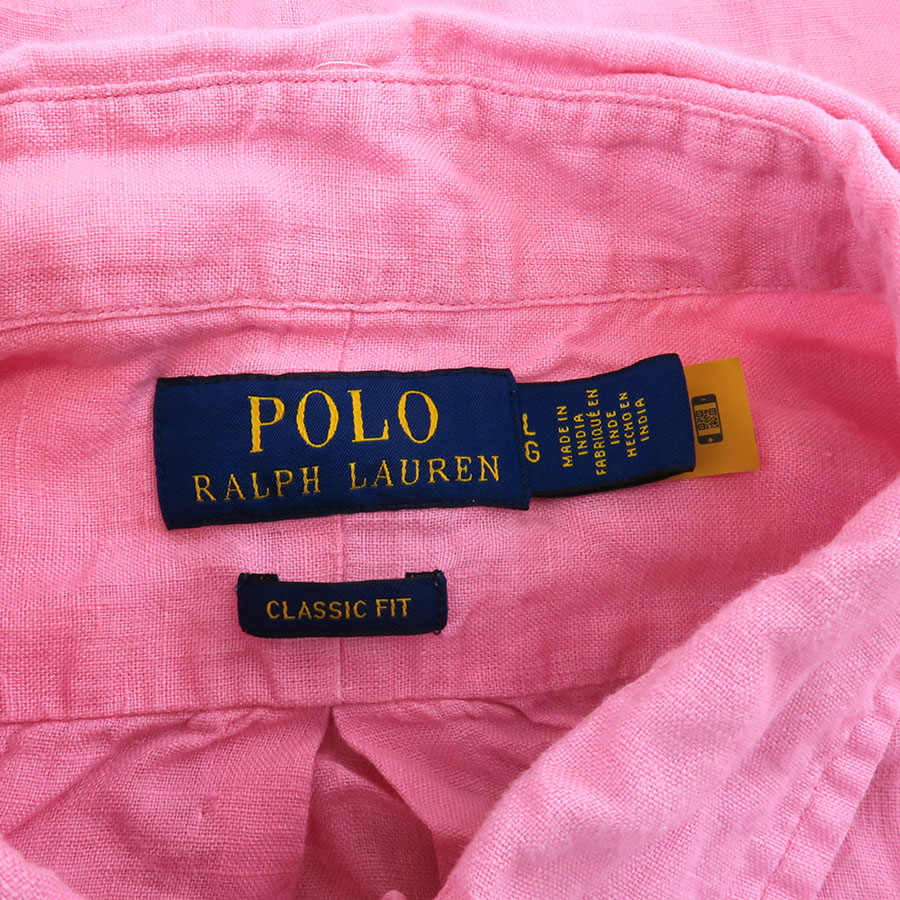 POLO
RALPH LAUREN
MADE IN
INDIA
FABRIQUÉ EN
INDE
HECHO EN
INDIA
CLASSIC FIT